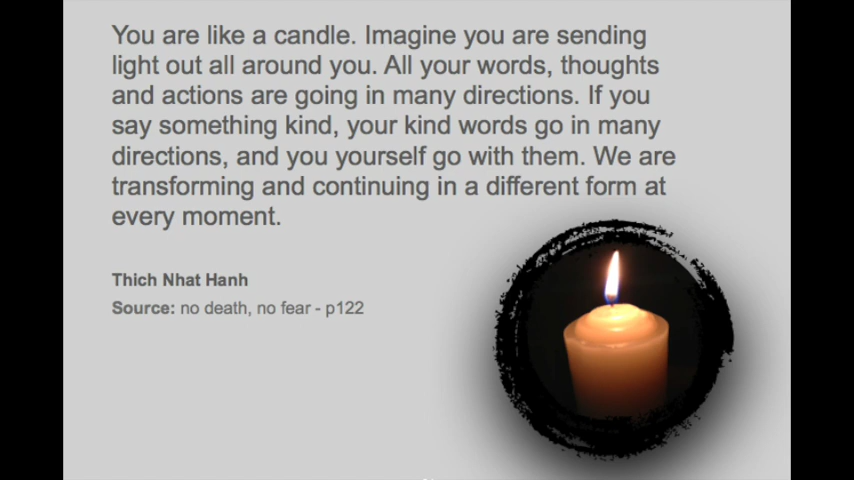 You are like a candle. Imagine you are sending
light out all around you. All your words, thoughts
and actions are going in many directions. If you
say something kind, your kind words go in many
directions, and you yourself go with them. We are
transforming and continuing in a different form at
every moment.
Thich Nhat Hanh
Source: no death, no fear - p122